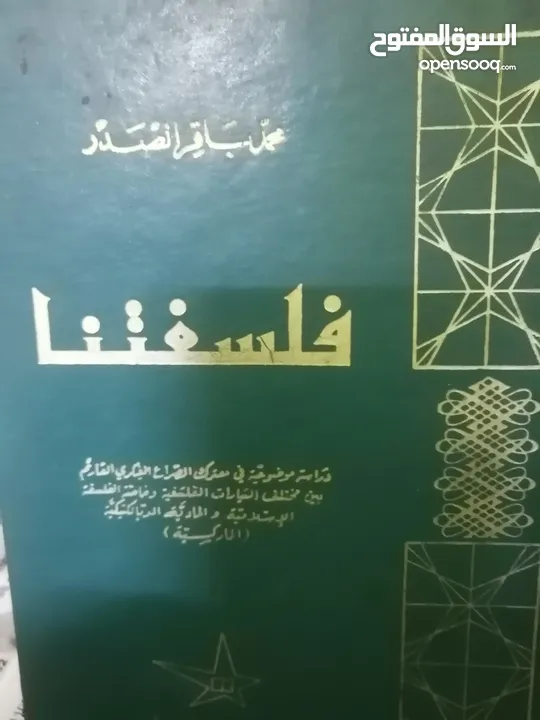 السوق المفتوح
opensooq.com
محمد باقر الصدر
فلسفتنا
دراسة موضوعية في معترك الصراع الفكري القائم
بين مختلف التيارات الفلسفية وخاصة الفلسفة
الإسلامية والمادية الديالكتيكية
(الماركسية)